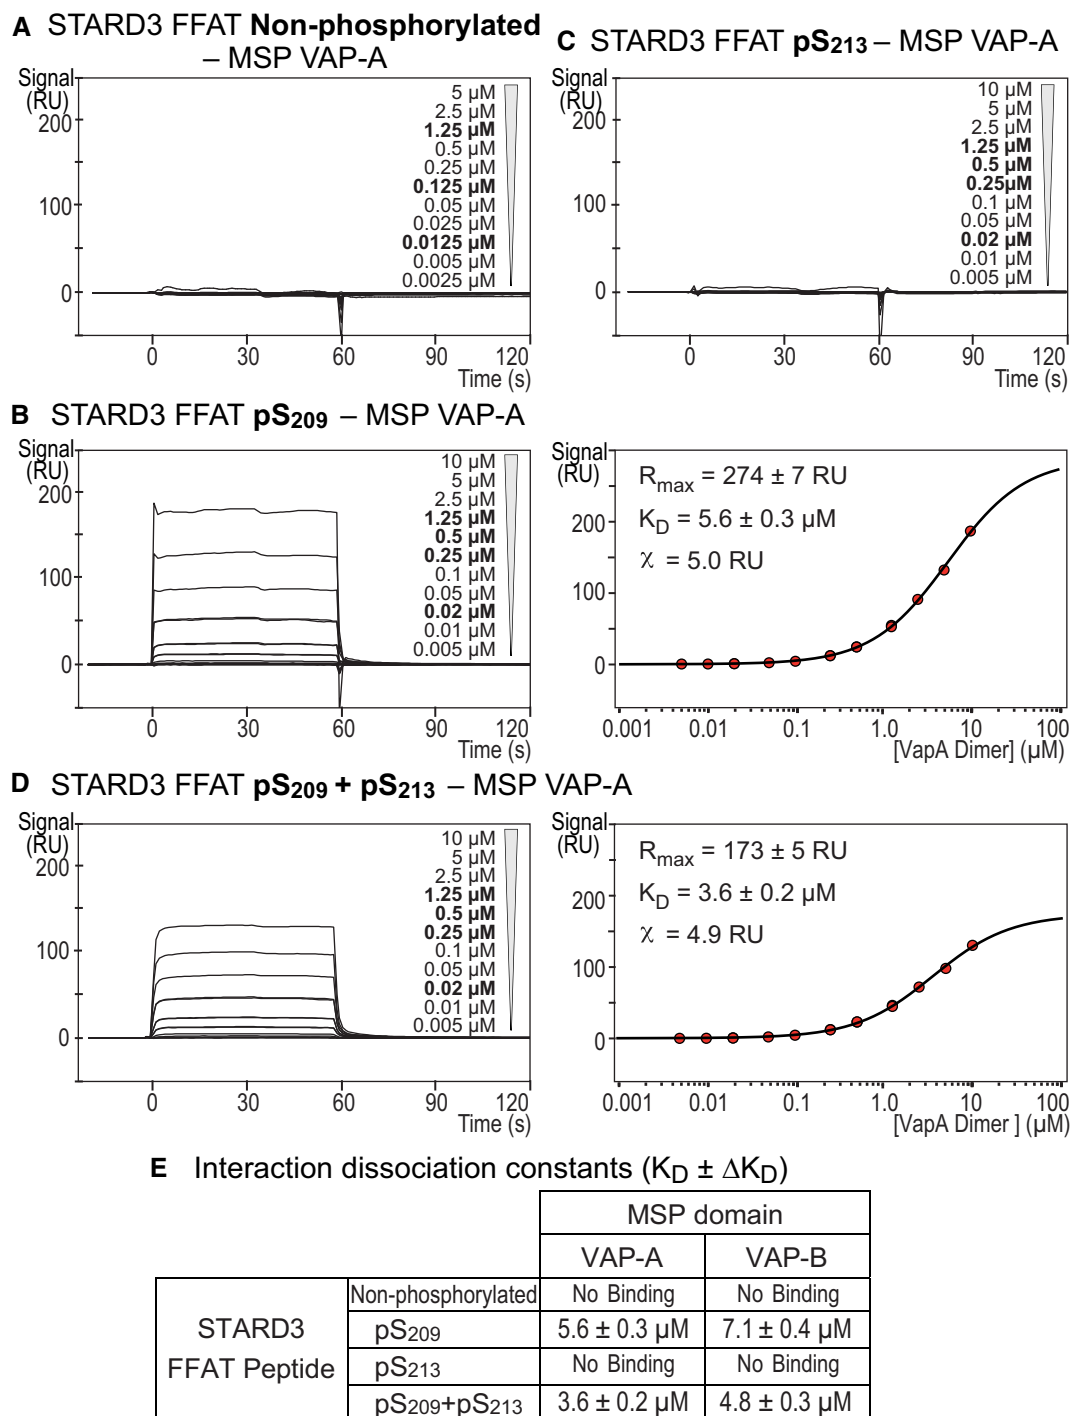 A STARD3 FFAT Non-phosphorylated
– MSP VAP-A
Signal
(RU)
200
100
0
5 µM
2.5 µM
1.25 µM
0.5 µM
0.25 µM
0.125 µM
0.05 µM
0.025 µM
0.0125 µM
0.005 µM
0.0025 µM
0 30 60 90 120
Time (s)
C STARD3 FFAT pS213 – MSP VAP-A
Signal
(RU)
200
100
0
10 µM
5 µM
2.5 µM
1.25 µM
0.5 µM
0.25µM
0.1 µM
0.05 µM
0.02 µM
0.01 µM
0.005 µM
0 30 60 90 120
Time (s)
B STARD3 FFAT pS209 – MSP VAP-A
Signal
(RU)
200
100
0
10 µM
5 µM
2.5 µM
1.25 µM
0.5 µM
0.25 µM
0.1 µM
0.05 µM
0.02 µM
0.01 µM
0.005 µM
0 30 60 90 120
Time (s)
Signal
(RU)
200
100
0
Rmax = 274 ± 7 RU
KD = 5.6 ± 0.3 µM
χ = 5.0 RU
0.001 0.01 0.1 1.0 10 100
[VapA Dimer] (µM)
D STARD3 FFAT pS209 + pS213 – MSP VAP-A
Signal
(RU)
200
100
0
10 µM
5 µM
2.5 µM
1.25 µM
0.5 µM
0.25 µM
0.1 µM
0.05 µM
0.02 µM
0.01 µM
0.005 µM
0 30 60 90 120
Time (s)
Signal
(RU)
200
100
0
Rmax = 173 ± 5 RU
KD = 3.6 ± 0.2 µM
χ = 4.9 RU
0.001 0.01 0.1 1.0 10 100
[VapA Dimer ] (µM)
E Interaction dissociation constants (KD ± ΔKD)
MSP domain
VAP-A VAP-B
STARD3
FFAT Peptide
Non-phosphorylated No Binding No Binding
pS209 5.6 ± 0.3 µM 7.1 ± 0.4 µM
pS213 No Binding No Binding
pS209+pS213 3.6 ± 0.2 µM 4.8 ± 0.3 µM